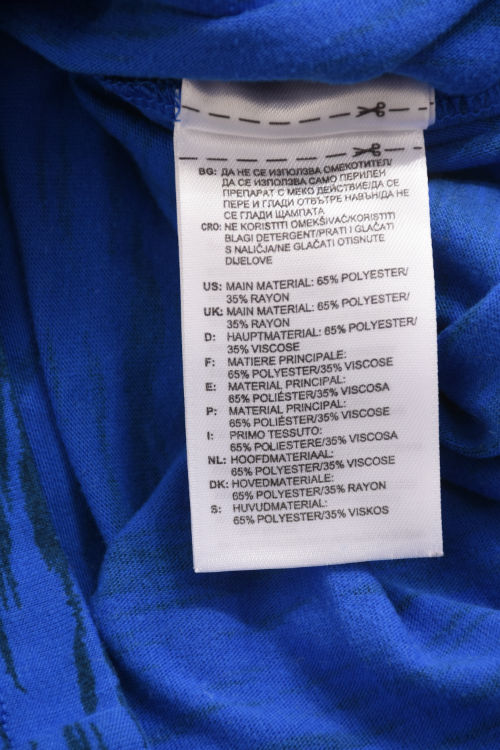 BG: ДА НЕ СЕ ИЗПОЛЗВА ОМЕКОТИТЕЛ/
ДА СЕ ИЗПОЛЗВА САМО ПЕРИЛЕН
ПРЕПАРАТ С МЕКО ДЕЙСТВИЕ/ДА СЕ
ПЕРЕ И ГЛАДИ ОТВЪТРЕ НАВЪН/ДА НЕ
СЕ ГЛАДИ ЩАМПАТА
CRO: NE KORISTITI OMEKŠIVAČ/KORISTITI
BLAGI DETERGENT/PRATI I GLAČATI
S NALIČJA/NE GLAČATI OTISNUTE
DIJELOVE
US: MAIN MATERIAL: 65% POLYESTER/
35% RAYON
UK: MAIN MATERIAL: 65% POLYESTER/
35% RAYON
D: HAUPTMATERIAL: 65% POLYESTER/
35% VISCOSE
F: MATIERE PRINCIPALE:
65% POLYESTER/35% VISCOSE
E: MATERIAL PRINCIPAL:
65% POLIÉSTER/35% VISCOSA
P: MATERIAL PRINCIPAL:
65% POLIÉSTER/35% VISCOSE
I: PRIMO TESSUTO:
65% POLIESTERE/35% VISCOSA
NL: HOOFDMATERIAAL:
65% POLYESTER/35% VISCOSE
DK: HOVEDMATERIALE:
65% POLYESTER/35% RAYON
S: HUVUDMATERIAL:
65% POLYESTER/35% VISKOS